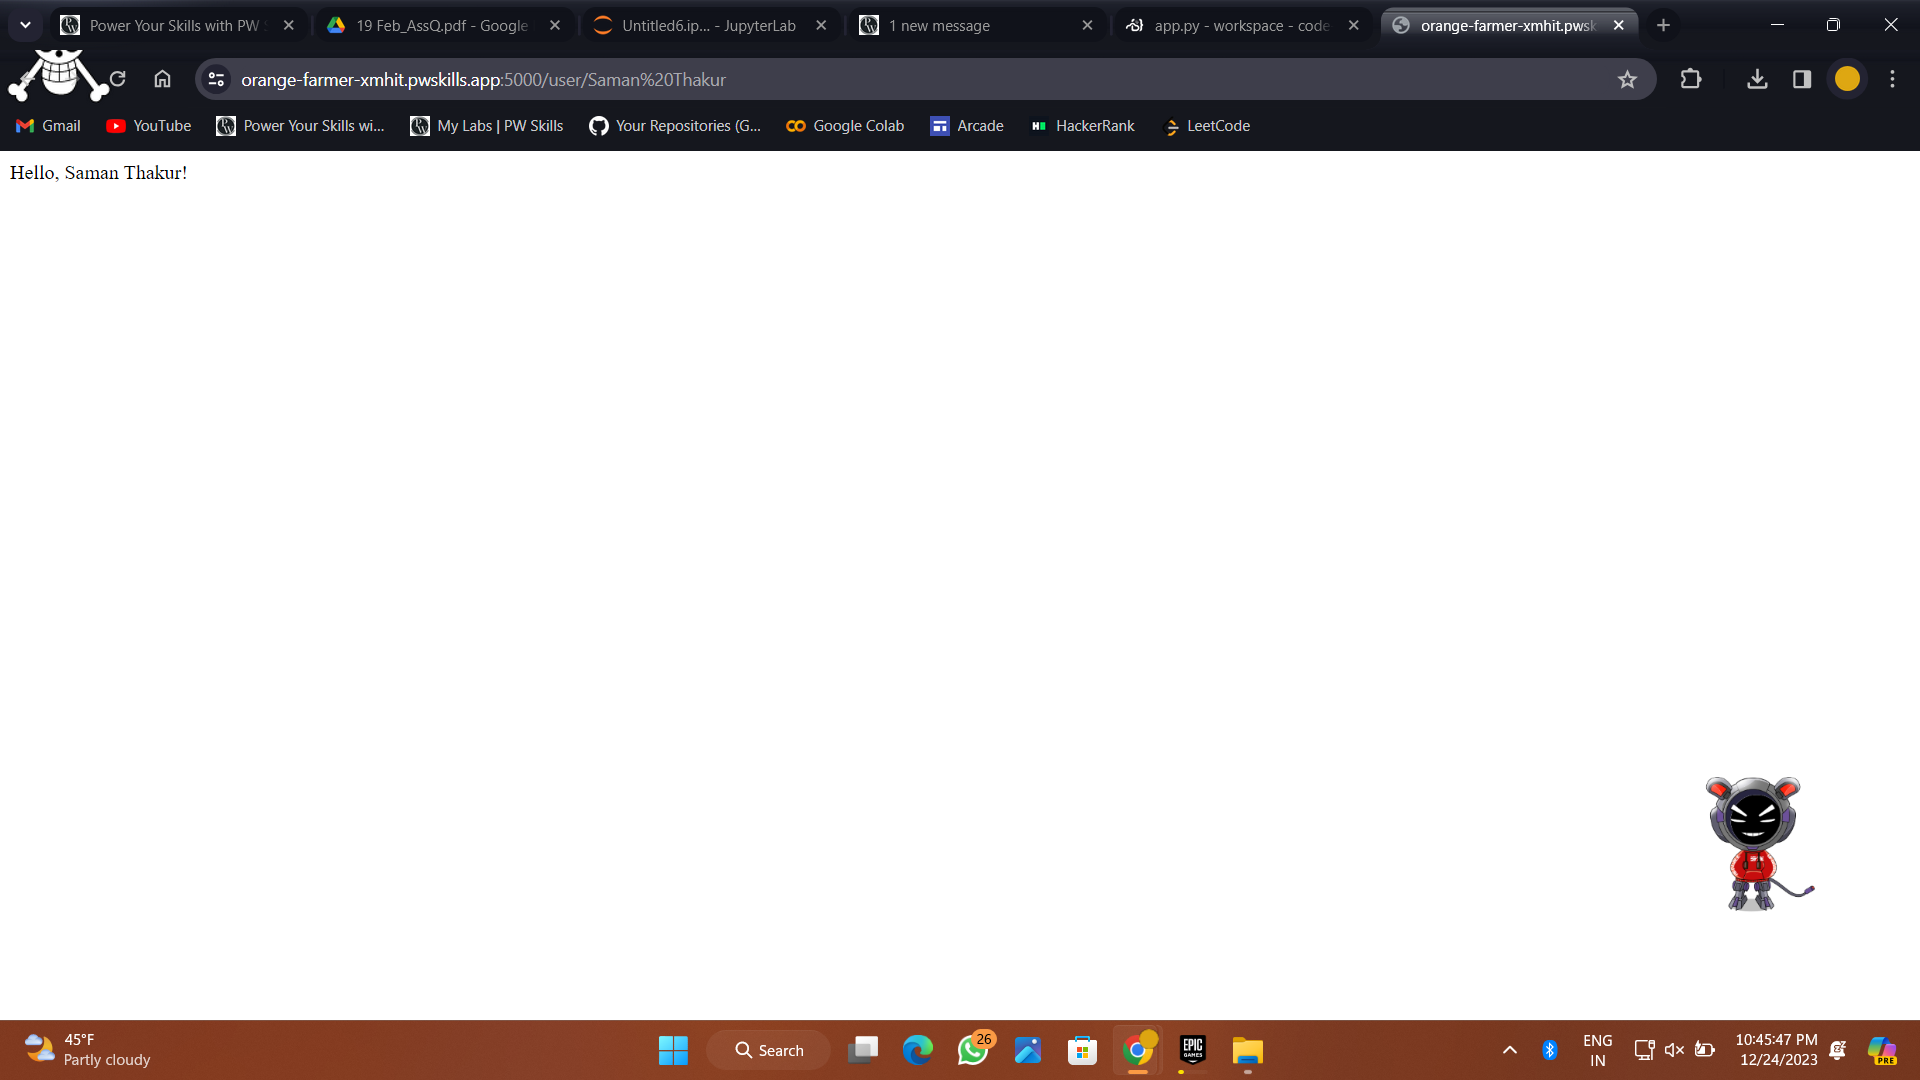 Power Your Skills with PW S
19 Feb_AssQ.pdf - Google
Untitled6.ip... - JupyterLab
1 new message
app.py - workspace - code
orange-farmer-xmhit.pwsk
orange-farmer-xmhit.pwskills.app:5000/user/Saman%20Thakur
Gmail
YouTube
Power Your Skills wi...
My Labs | PW Skills
Your Repositories (G...
Google Colab
Arcade
HackerRank
LeetCode
Hello, Saman Thakur!
45°F
Partly cloudy
Search
26
EPIC
GAMES
ENG
IN
10:45:47 PM
12/24/2023
PRE